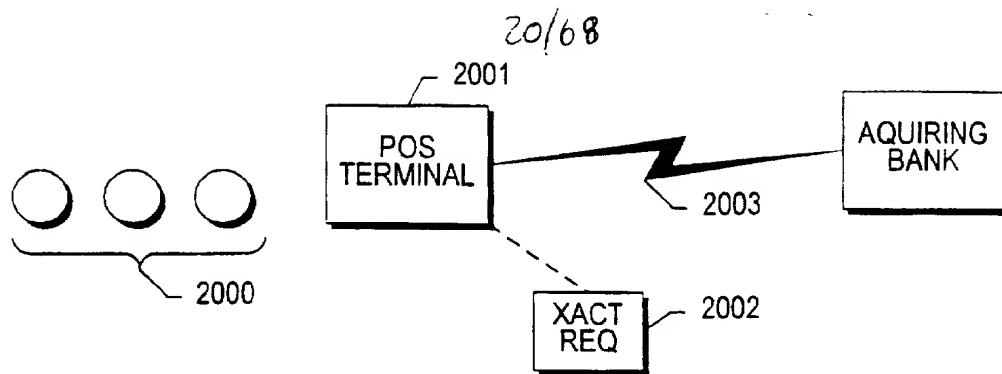 20/68
2001
POS
TERMINAL
AQUIRING
BANK
2003
2000
XACT
REQ
2002